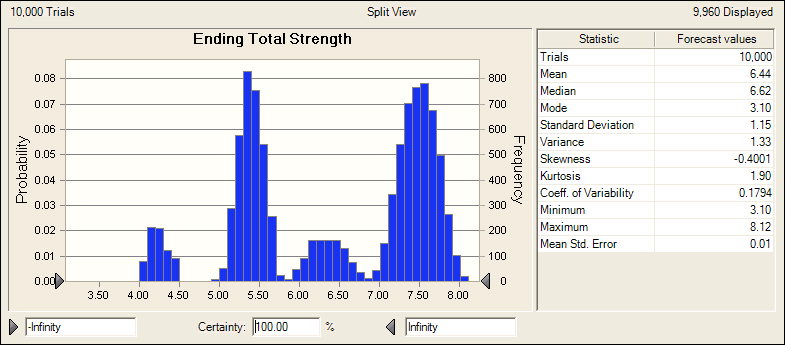 10,000 Trials Split View 9,960 Displayed
Ending Total Strength
Probability
0.08
0.07
0.06
0.05
0.04
0.03
0.02
0.01
0.00
800
700
600
500
400
300
200
100
0
Frequency
3.50 4.00 4.50 5.00 5.50 6.00 6.50 7.00 7.50 8.00
Statistic Forecast values
Trials 10,000
Mean 6.44
Median 6.62
Mode 3.10
Standard Deviation 1.15
Variance 1.33
Skewness -0.4001
Kurtosis 1.90
Coeff. of Variability 0.1794
Minimum 3.10
Maximum 8.12
Mean Std. Error 0.01
-Infinity Certainty: 100.00 % Infinity